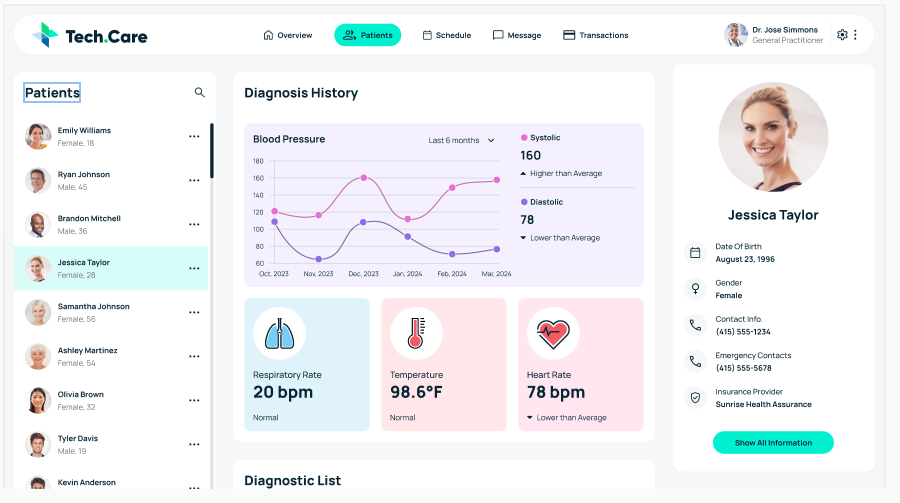 Tech.Care
Overview
Patients
Schedule
Message
Transactions
Dr. Jose Simmons
General Practitioner
Patients
Emily Williams
Female, 18
Ryan Johnson
Male, 45
Brandon Mitchell
Male, 36
Jessica Taylor
Female, 28
Samantha Johnson
Female, 56
Ashley Martinez
Female, 54
Olivia Brown
Female, 32
Tyler Davis
Male, 19
Kevin Anderson
Diagnosis History
Blood Pressure
Last 6 months
180
160
140
120
100
80
60
Oct, 2023
Nov, 2023
Dec, 2023
Jan, 2024
Feb, 2024
Mar, 2024
Systolic
160
Higher than Average
Diastolic
78
Lower than Average
Respiratory Rate
20 bpm
Normal
Temperature
98.6°F
Normal
Heart Rate
78 bpm
Lower than Average
Diagnostic List
Jessica Taylor
Date Of Birth
August 23, 1996
Gender
Female
Contact Info.
(415) 555-1234
Emergency Contacts
(415) 555-5678
Insurance Provider
Sunrise Health Assurance
Show All Information